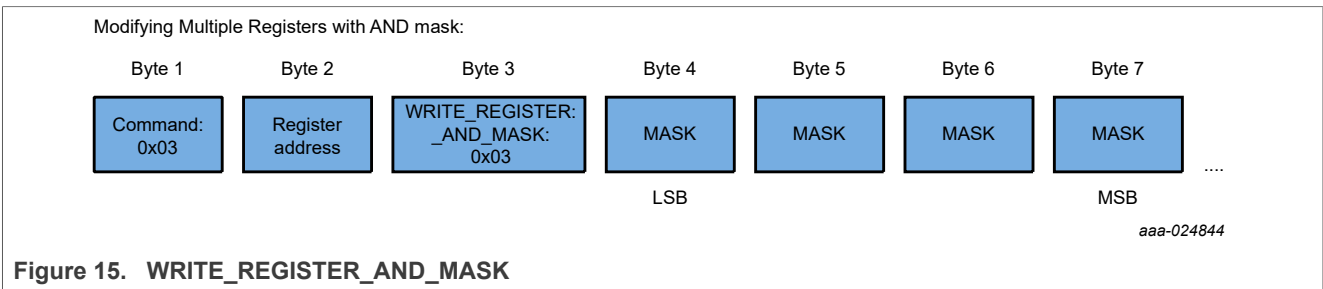 Modifying Multiple Registers with AND mask:
Byte 1 Byte 2 Byte 3 Byte 4 Byte 5 Byte 6 Byte 7
Command:
0x03
Register
address
WRITE_REGISTER:
_AND_MASK:
0x03
MASK
MASK
MASK
MASK
....
LSB MSB
aaa-024844
Figure 15. WRITE_REGISTER_AND_MASK